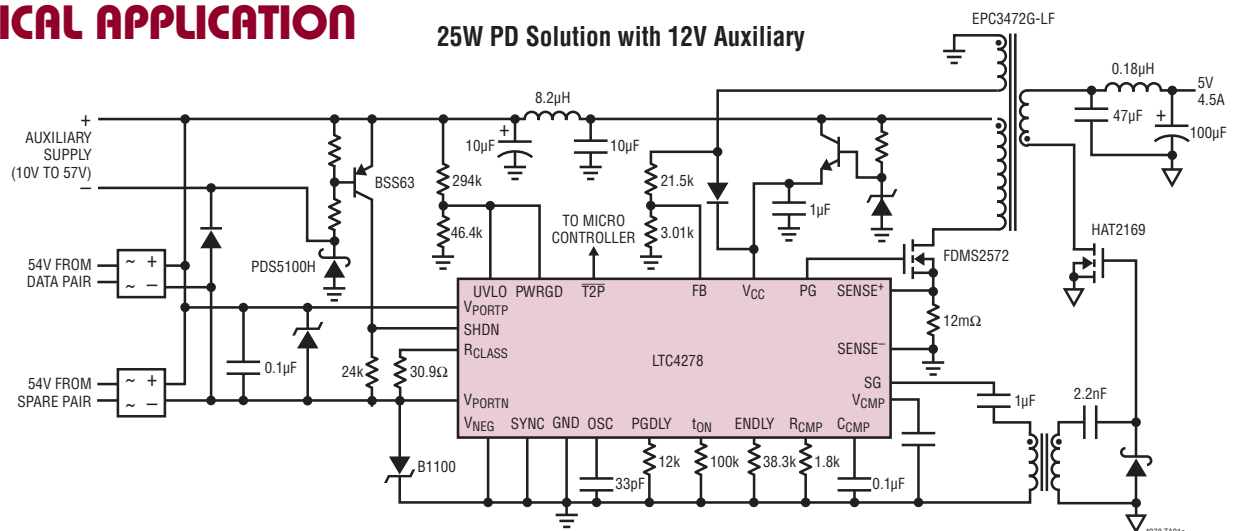 ICAL APPLICATION
25W PD Solution with 12V Auxiliary
EPC3472G-LF
+
AUXILIARY
SUPPLY
(10V TO 57V)
–
8.2µH
+
10µF
10µF
0.18µH
5V
4.5A
47µF
+
100µF
BSS63
294k
46.4k
21.5k
3.01k
1µF
TO MICRO
CONTROLLER
PDS5100H
FDMS2572
HAT2169
54V FROM
DATA PAIR
~ +
~ –
54V FROM
SPARE PAIR
~ +
~ –
0.1µF
24k
30.9Ω
12mΩ
UVLO PWRGD T2P FB VCC PG SENSE+
VPORTP
SHDN
RCLASS
LTC4278
SENSE–
SG
VCMP
VPORTN
VNEG SYNC GND OSC PGDLY tON ENDLY RCMP CCMP
B1100
33pF
12k
100k
38.3k
1.8k
0.1µF
1µF
2.2nF